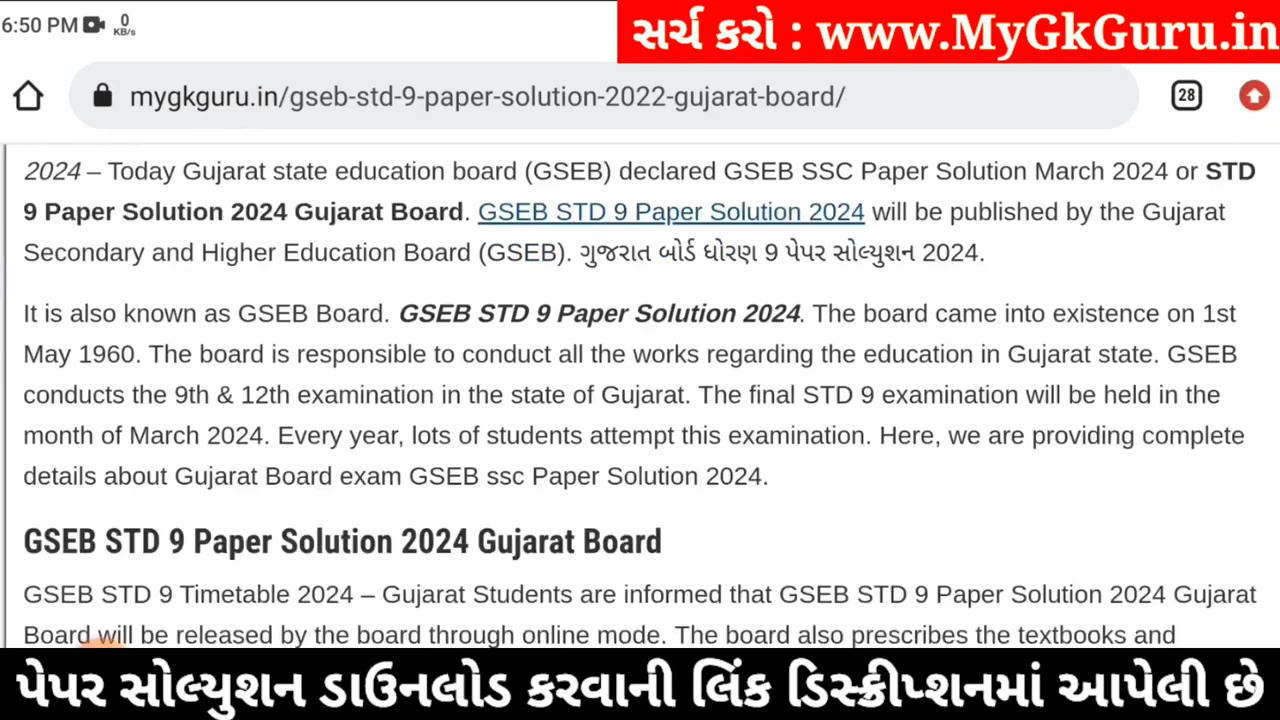 6:50 PM 0 KB/s
સર્ચ કરો : www.MyGkGuru.in
mygkguru.in/gseb-std-9-paper-solution-2022-gujarat-board/
28
2024 – Today Gujarat state education board (GSEB) declared GSEB SSC Paper Solution March 2024 or STD
9 Paper Solution 2024 Gujarat Board. GSEB STD 9 Paper Solution 2024 will be published by the Gujarat
Secondary and Higher Education Board (GSEB). ગુજરાત બોર્ડ ધોરણ 9 પેપર સોલ્યુશન 2024.
It is also known as GSEB Board. GSEB STD 9 Paper Solution 2024. The board came into existence on 1st
May 1960. The board is responsible to conduct all the works regarding the education in Gujarat state. GSEB
conducts the 9th & 12th examination in the state of Gujarat. The final STD 9 examination will be held in the
month of March 2024. Every year, lots of students attempt this examination. Here, we are providing complete
details about Gujarat Board exam GSEB ssc Paper Solution 2024.
GSEB STD 9 Paper Solution 2024 Gujarat Board
GSEB STD 9 Timetable 2024 – Gujarat Students are informed that GSEB STD 9 Paper Solution 2024 Gujarat
Board will be released by the board through online mode. The board also prescribes the textbooks and
પેપર સોલ્યુશન ડાઉનલોડ કરવાની લિંક ડિસ્ક્રીપ્શનમાં આપેલી છે